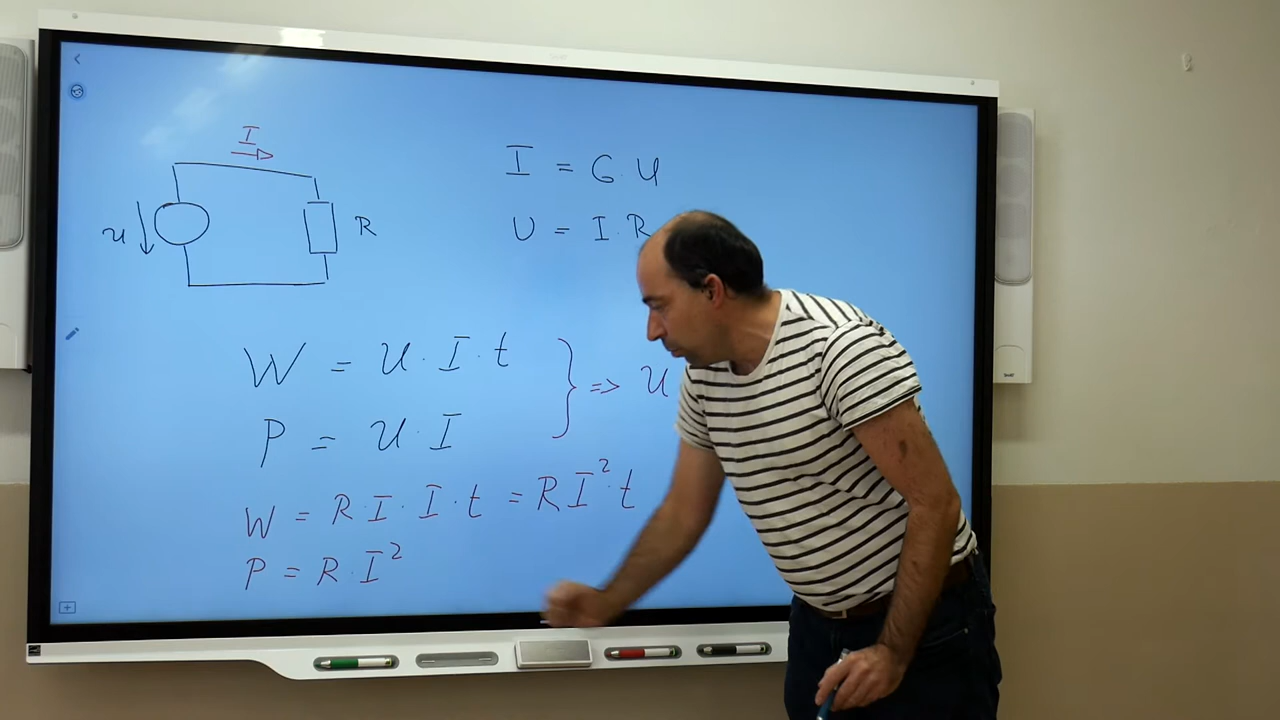 I
u
R
I = G U
U = I · R
W = U · I · t
P = U · I
} => U
W = R · I · I · t = R I² · t
P = R · I²